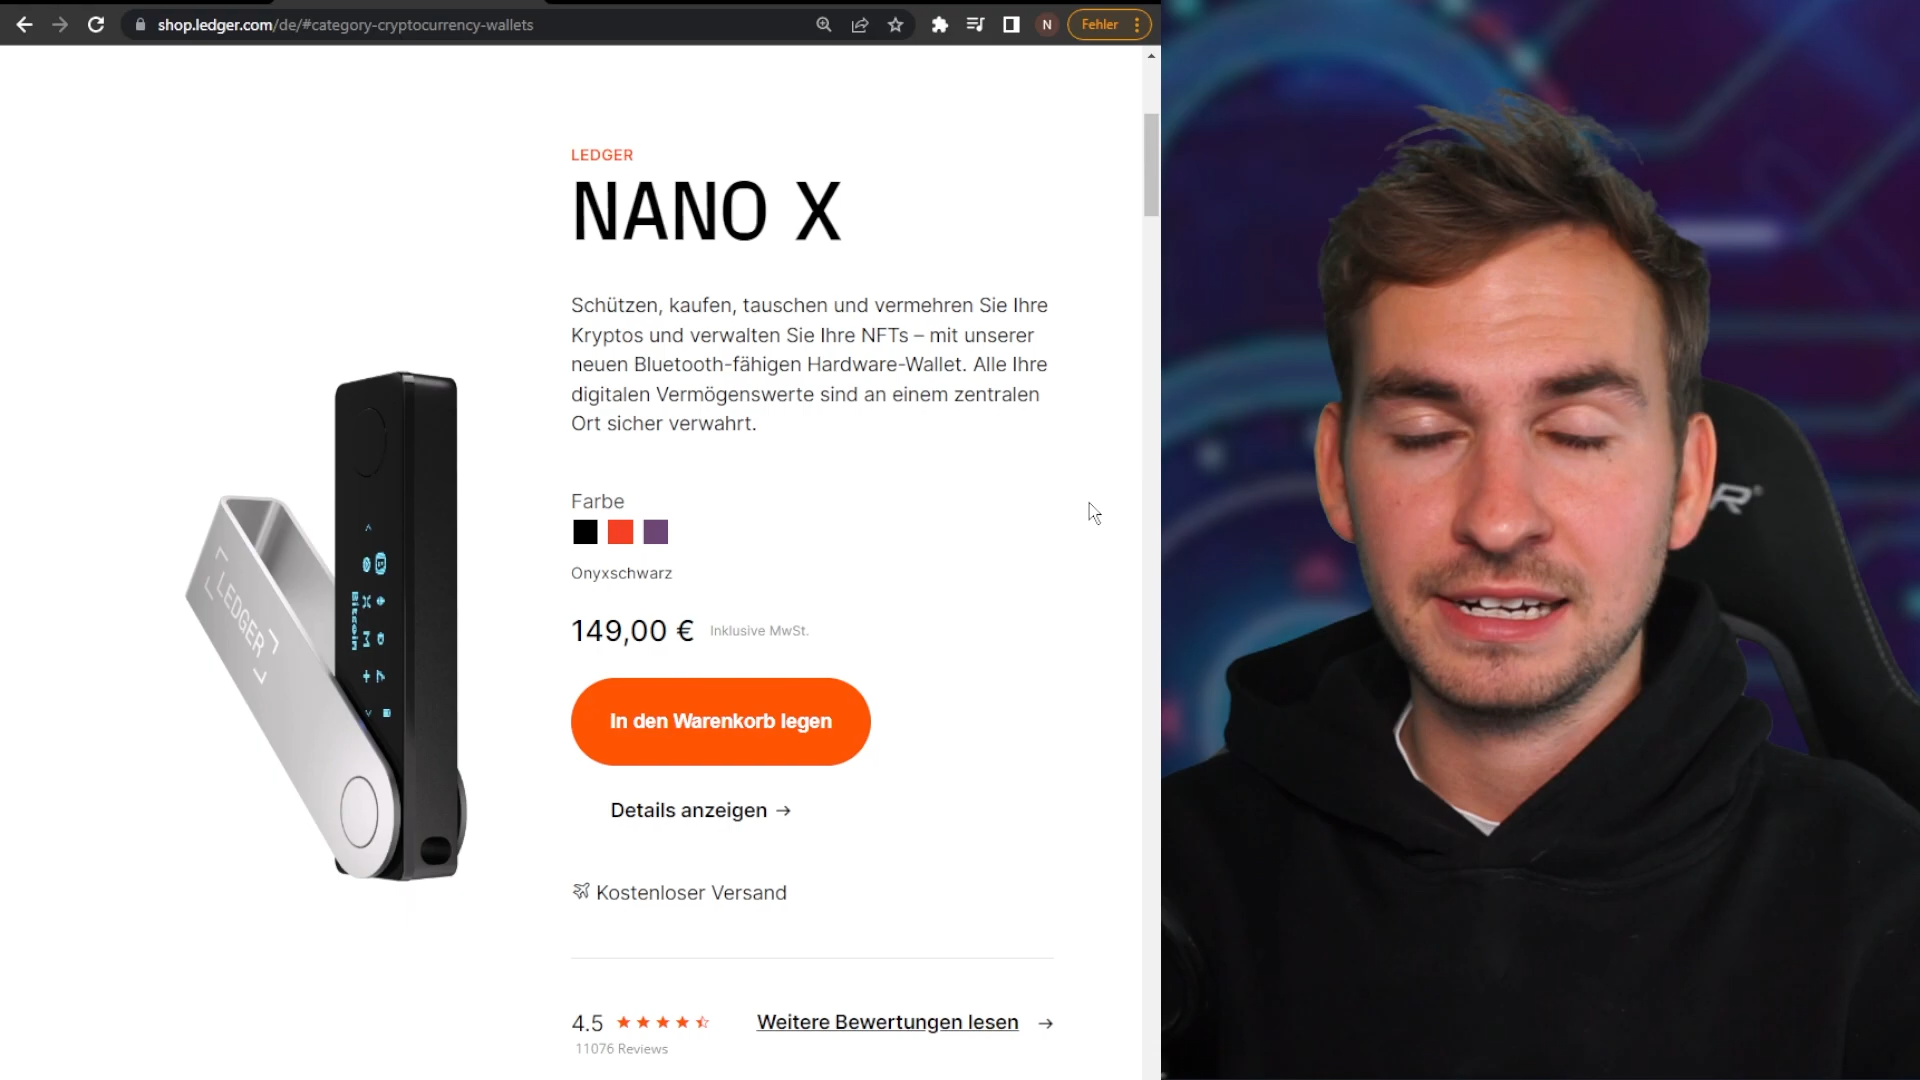 shop.ledger.com/de/#category-cryptocurrency-wallets
N
Fehler
LEDGER
NANO X
Schützen, kaufen, tauschen und vermehren Sie Ihre
Kryptos und verwalten Sie Ihre NFTs – mit unserer
neuen Bluetooth-fähigen Hardware-Wallet. Alle Ihre
digitalen Vermögenswerte sind an einem zentralen
Ort sicher verwahrt.
Farbe
Onyxschwarz
149,00 € Inklusive MwSt.
In den Warenkorb legen
Details anzeigen →
Kostenloser Versand
4.5
Weitere Bewertungen lesen →
11076 Reviews
LEDGER
Bitcoin
R®